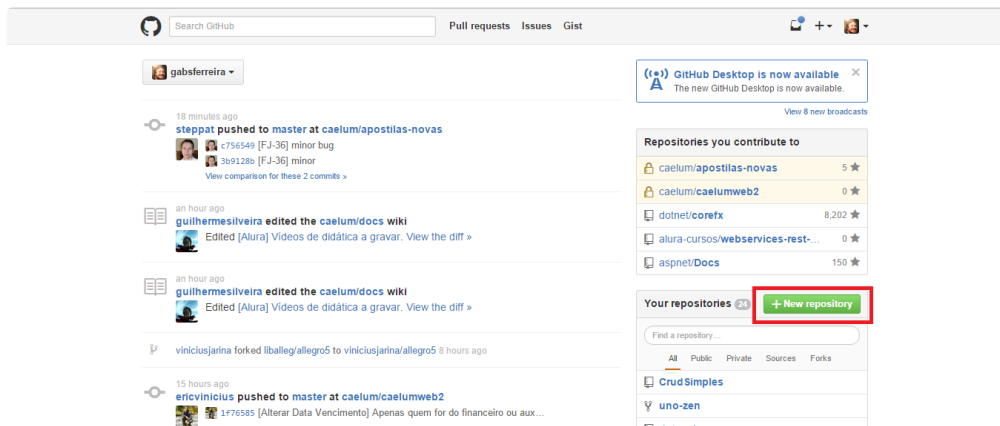 Search GitHub
Pull requests Issues Gist
gabsferreira
18 minutes ago
steppat pushed to master at caelum/apostilas-novas
c756549 [FJ-36] minor bug
3b9128b [FJ-36] minor
View comparison for these 2 commits »
an hour ago
guilhermesilveira edited the caelum/docs wiki
Edited [Alura] Vídeos de didática a gravar. View the diff »
an hour ago
guilhermesilveira edited the caelum/docs wiki
Edited [Alura] Vídeos de didática a gravar. View the diff »
viniciusjarina forked liballeg/allegro5 to viniciusjarina/allegro5 8 hours ago
15 hours ago
ericvinicius pushed to master at caelum/caelumweb2
1f76585 [Alterar Data Vencimento] Apenas quem for do financeiro ou aux…
GitHub Desktop is now available
The new GitHub Desktop is now available.
View 8 new broadcasts
Repositories you contribute to
caelum/apostilas-novas 5
caelum/caelumweb2 0
dotnet/corefx 8,202
alura-cursos/webservices-rest-… 0
aspnet/Docs 150
Your repositories 24 + New repository
Find a repository…
All Public Private Sources Forks
CrudSimples
uno-zen